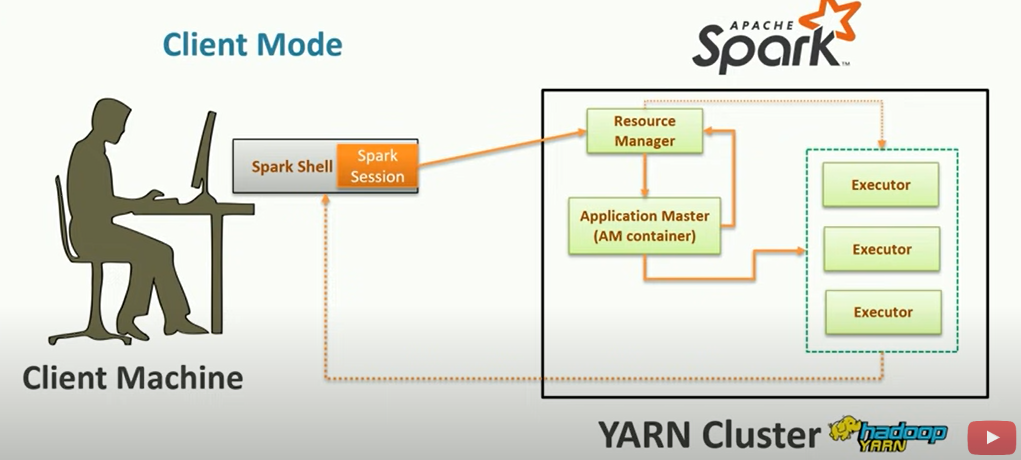 Client Mode
APACHE
Spark™
Spark Shell
Spark
Session
Resource
Manager
Application Master
(AM container)
Executor
Executor
Executor
Client Machine
YARN Cluster
hadoop
YARN